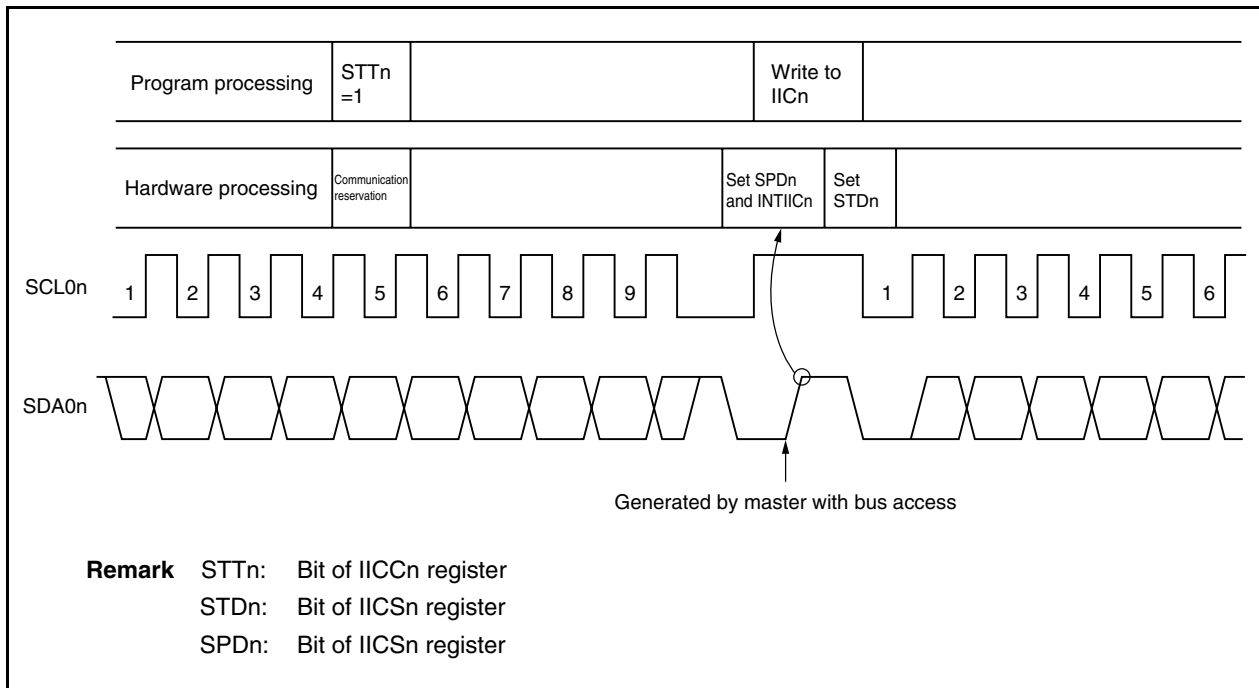 Program processing
STTn
=1
Write to
IICn
Hardware processing
Communication
reservation
Set SPDn
and INTIICn
Set
STDn
SCL0n
1 2 3 4 5 6 7 8 9 1 2 3 4 5 6
SDA0n
Generated by master with bus access
Remark STTn: Bit of IICCn register
STDn: Bit of IICSn register
SPDn: Bit of IICSn register